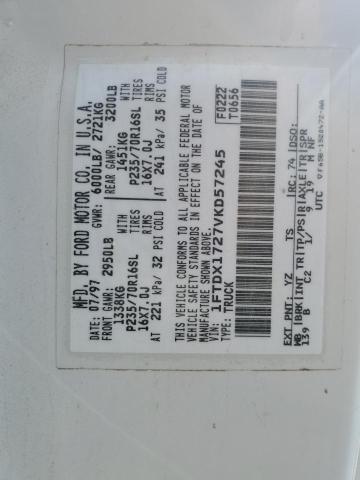 MFD. BY FORD MOTOR CO. IN U.S.A.
DATE: 07/97 GVWR: 6000LB/ 2721KG
FRONT GAWR: 2950LB REAR GAWR: 3200LB
1338KG WITH 1451KG WITH
P235/70R16SL TIRES P235/70R16SL TIRES
16X7.0J RIMS 16X7.0J RIMS
AT 221 kPa/ 32 PSI COLD AT 241 kPa/ 35 PSI COLD
THIS VEHICLE CONFORMS TO ALL APPLICABLE FEDERAL MOTOR
VEHICLE SAFETY STANDARDS IN EFFECT ON THE DATE OF
MANUFACTURE SHOWN ABOVE.
VIN: 1FTDX1727VKD57245
TYPE: TRUCK
F0222
T0656
EXT PNT: YZ TS RC: 74 DSO:
WB BRK INT TR TP/PS R AXLE TR SPR
139 B C2 1/ 9 19 M NF
UTC